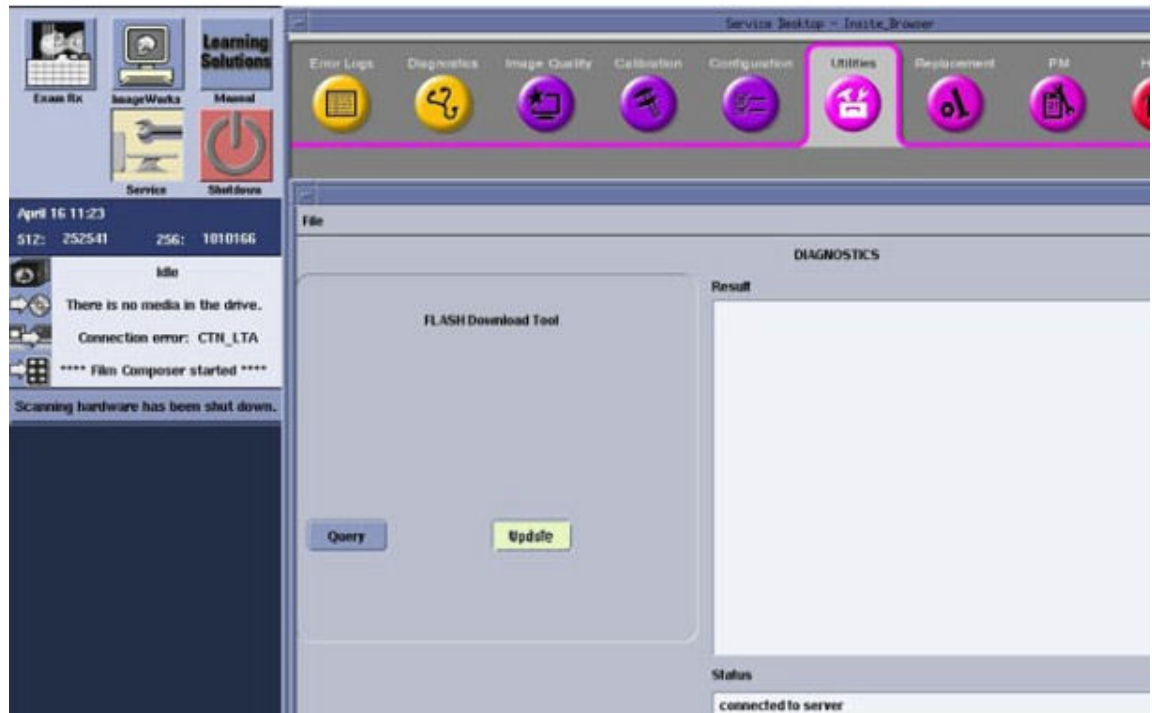 Service Desktop - Insite_Browser
Learning
Solutions
Exam Rx
ImageWorks
Manual
Error Logs
Diagnostics
Image Quality
Calibration
Configuration
Utilities
Replacement
PM
Service
Shutdown
April 16 11:23
512: 252541 256: 1010166
Idle
There is no media in the drive.
Connection error: CTN_LTA
**** Film Composer started ****
Scanning hardware has been shut down.
File
DIAGNOSTICS
FLASH Download Tool
Query
Update
Result
Status
connected to server